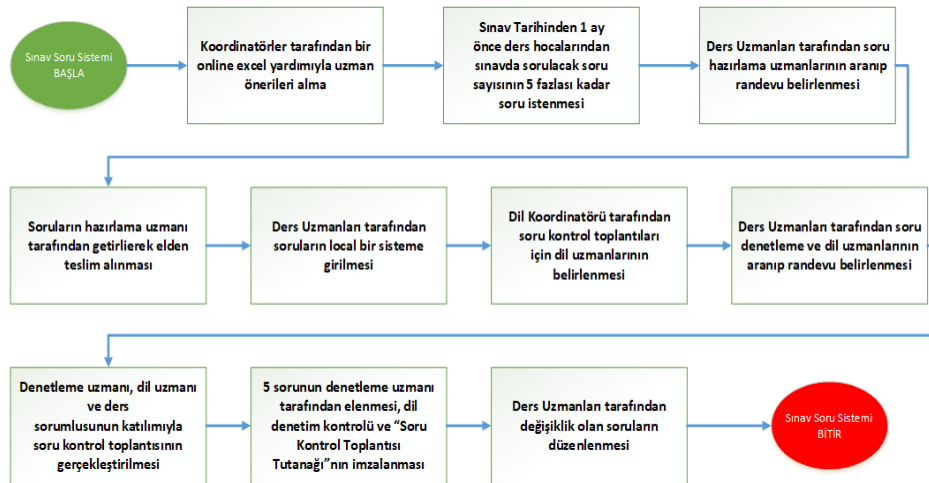 Sınav Soru Sistemi
BAŞLA
Koordinatörler tarafından bir
online excel yardımıyla uzman
önerileri alma
Sınav Tarihinden 1 ay
önce ders hocalarından
sınavda sorulacak soru
sayısının 5 fazlası kadar
soru istenmesi
Ders Uzmanları tarafından soru
hazırlama uzmanlarının aranıp
randevu belirlenmesi
Soruların hazırlama uzmanı
tarafından getirlierek elden
teslim alınması
Ders Uzmanları tarafından
soruların local bir sisteme
girilmesi
Dil Koordinatörü tarafından
soru kontrol toplantıları
için dil uzmanlarının
belirlenmesi
Ders Uzmanları tarafından soru
denetleme ve dil uzmanlarının
aranıp randevu belirlenmesi
Denetleme uzmanı, dil uzmanı
ve ders
sorumlusunun katılımıyla
soru kontrol toplantısının
gerçekleştirilmesi
5 sorunun denetleme uzmanı
tarafından elenmesi, dil
denetim kontrolü ve “Soru
Kontrol Toplantısı
Tutanağı”nın imzalanması
Ders Uzmanları tarafından
değişiklik olan soruların
düzenlenmesi
Sınav Soru Sistemi
BİTİR